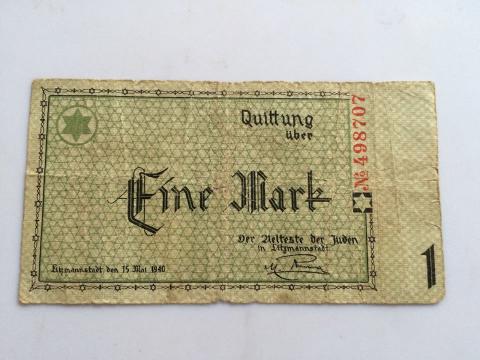 Quittung
über
№ 498707
Eine Mark
Der Aelteste der Juden
in Litzmannstadt
Litzmannstadt, den 15. Mai 1940
1